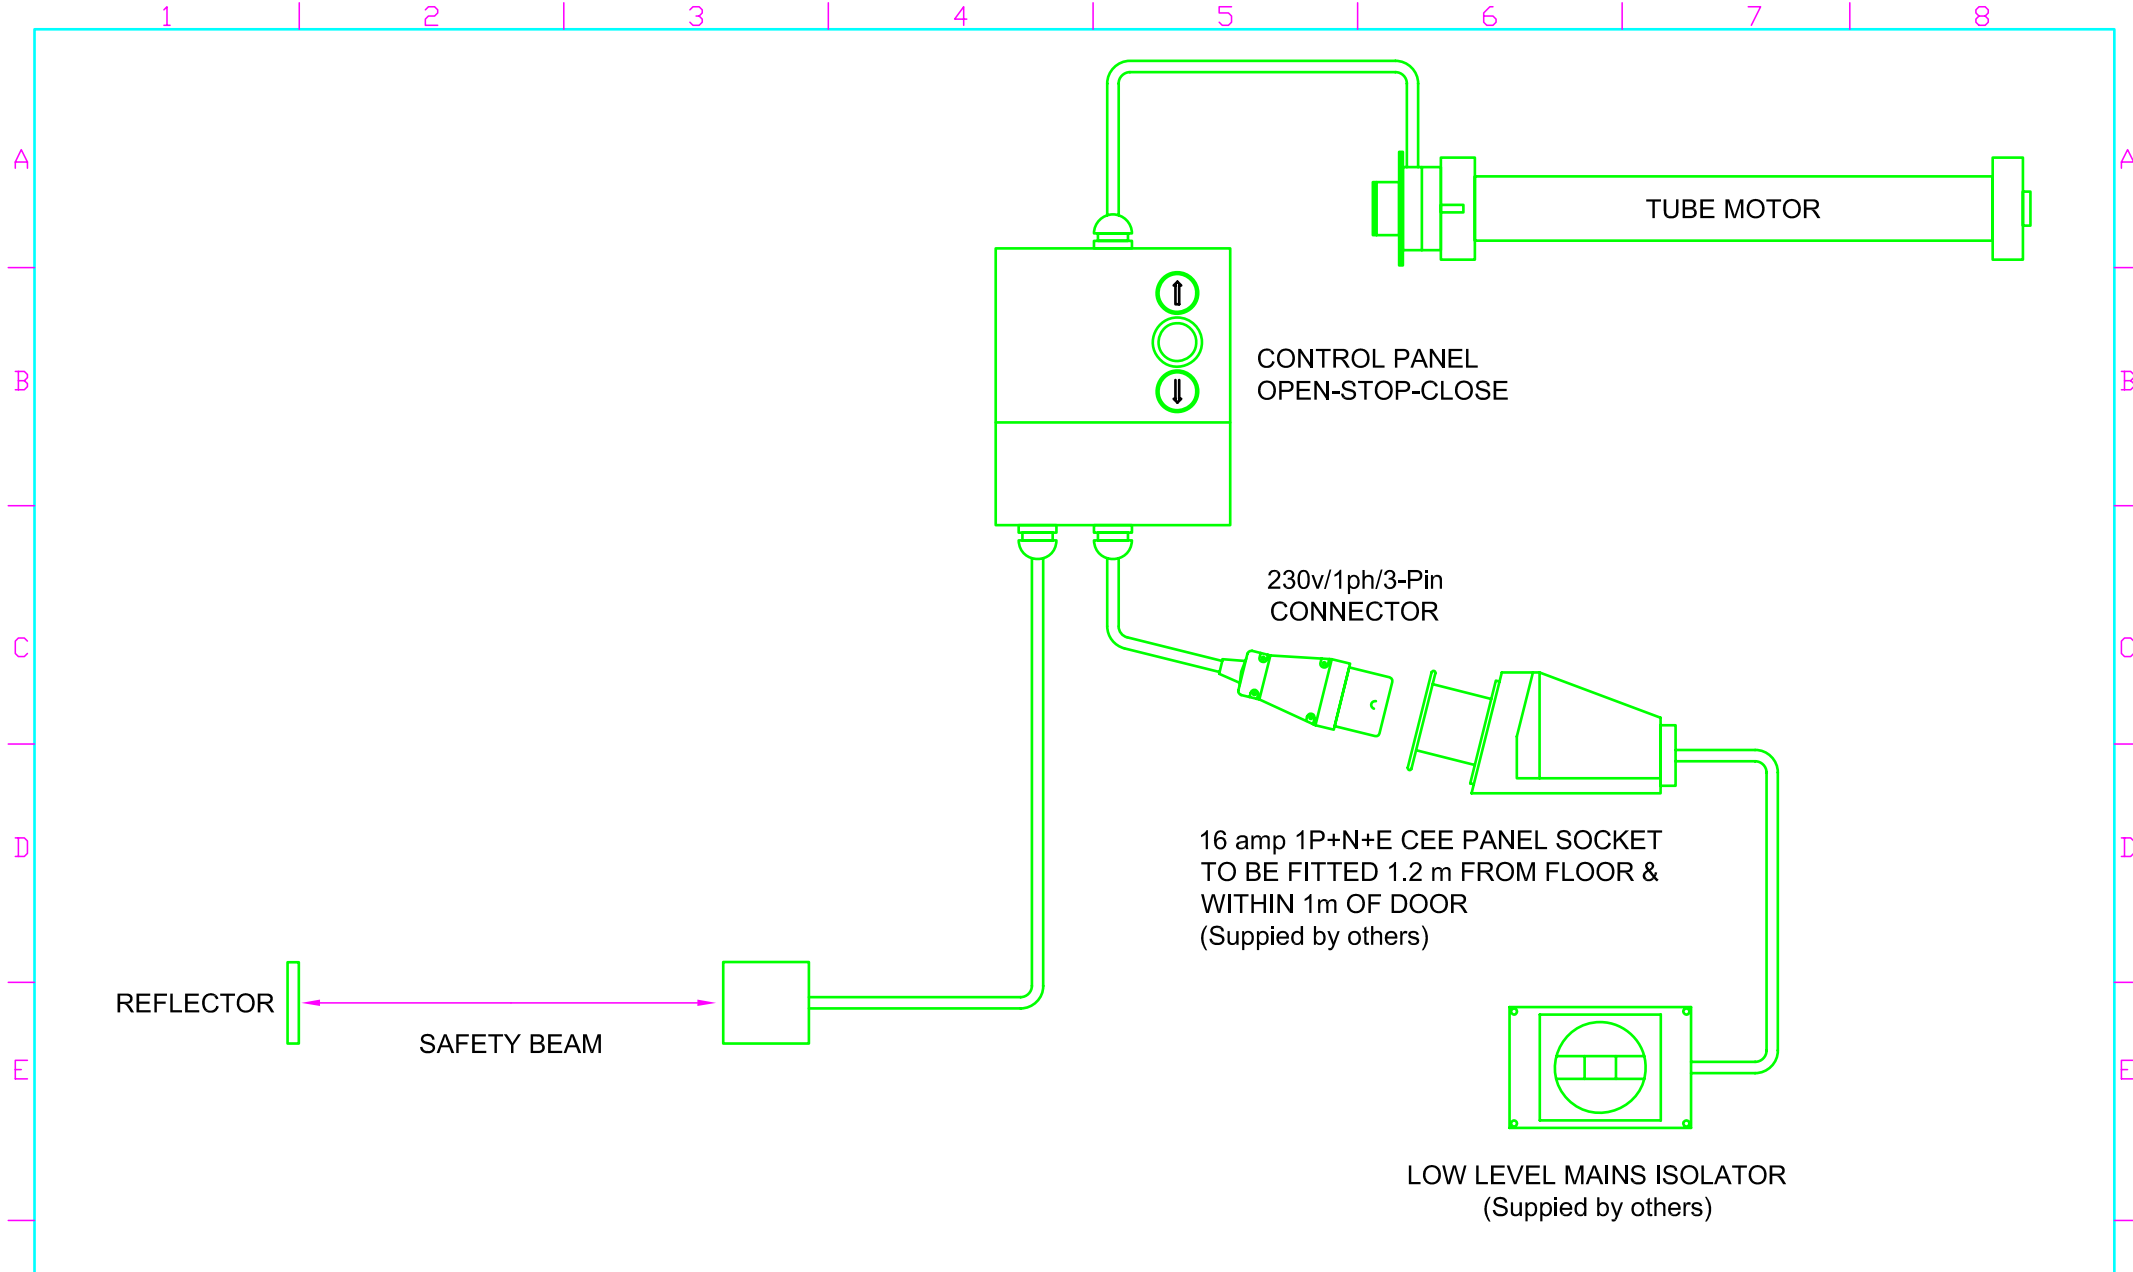 1 2 3 4 5 6 7 8
A A
TUBE MOTOR
B B
CONTROL PANEL
OPEN-STOP-CLOSE
230v/1ph/3-Pin
CONNECTOR
C C
16 amp 1P+N+E CEE PANEL SOCKET
TO BE FITTED 1.2 m FROM FLOOR &
WITHIN 1m OF DOOR
(Suppied by others)
D D
REFLECTOR
SAFETY BEAM
E E
LOW LEVEL MAINS ISOLATOR
(Suppied by others)